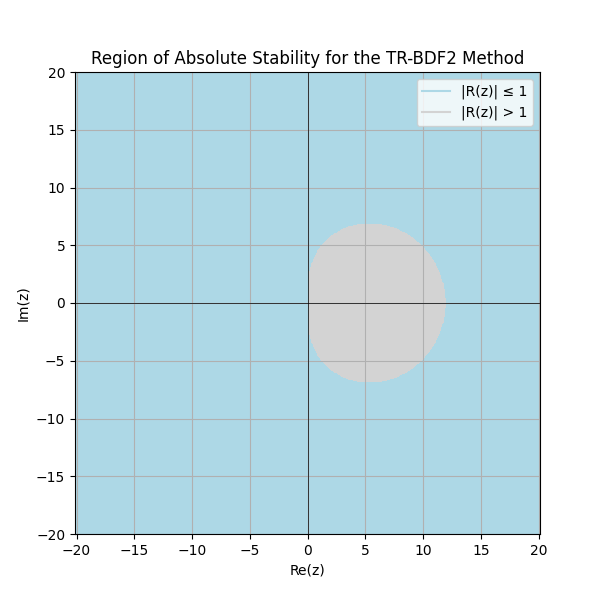 Region of Absolute Stability for the TR-BDF2 Method
|R(z)| ≤ 1
|R(z)| > 1
20
15
10
5
0
−5
−10
−15
−20
Im(z)
−20 −15 −10 −5 0 5 10 15 20
Re(z)